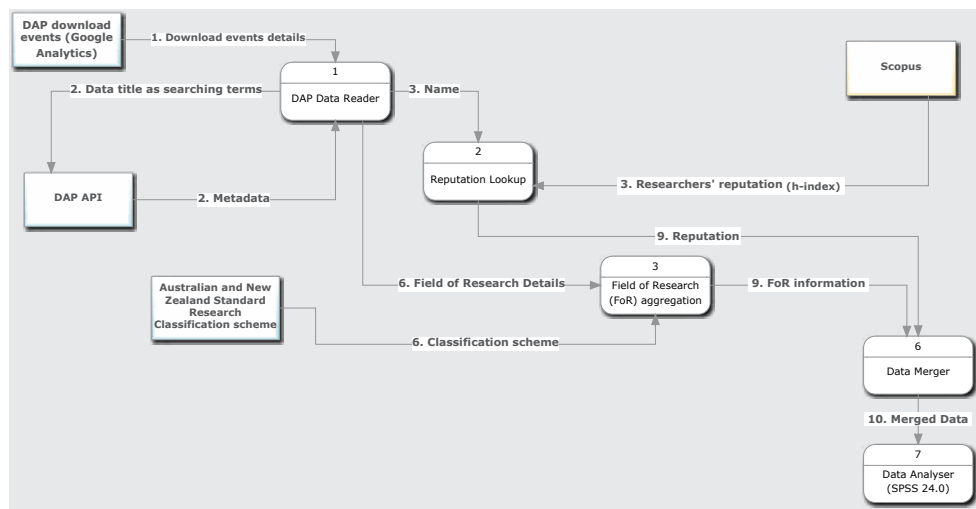 DAP download
events (Google
Analytics)
1. Download events details
1
DAP Data Reader
2. Data title as searching terms
3. Name
Scopus
2
Reputation Lookup
DAP API
2. Metadata
3. Researchers' reputation (h-index)
9. Reputation
3
Field of Research
(FoR) aggregation
6. Field of Research Details
9. FoR information
Australian and New
Zealand Standard
Research
Classification scheme
6. Classification scheme
6
Data Merger
10. Merged Data
7
Data Analyser
(SPSS 24.0)